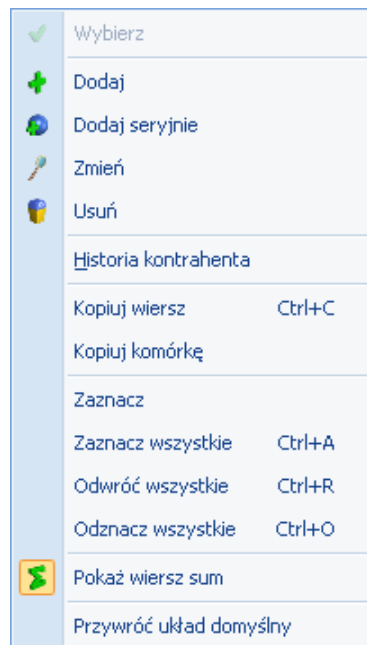 Wybierz
Dodaj
Dodaj seryjnie
Zmień
Usuń
Historia kontrahenta
Kopiuj wiersz Ctrl+C
Kopiuj komórkę
Zaznacz
Zaznacz wszystkie Ctrl+A
Odwróć wszystkie Ctrl+R
Odznacz wszystkie Ctrl+O
Pokaż wiersz sum
Przywróć układ domyślny